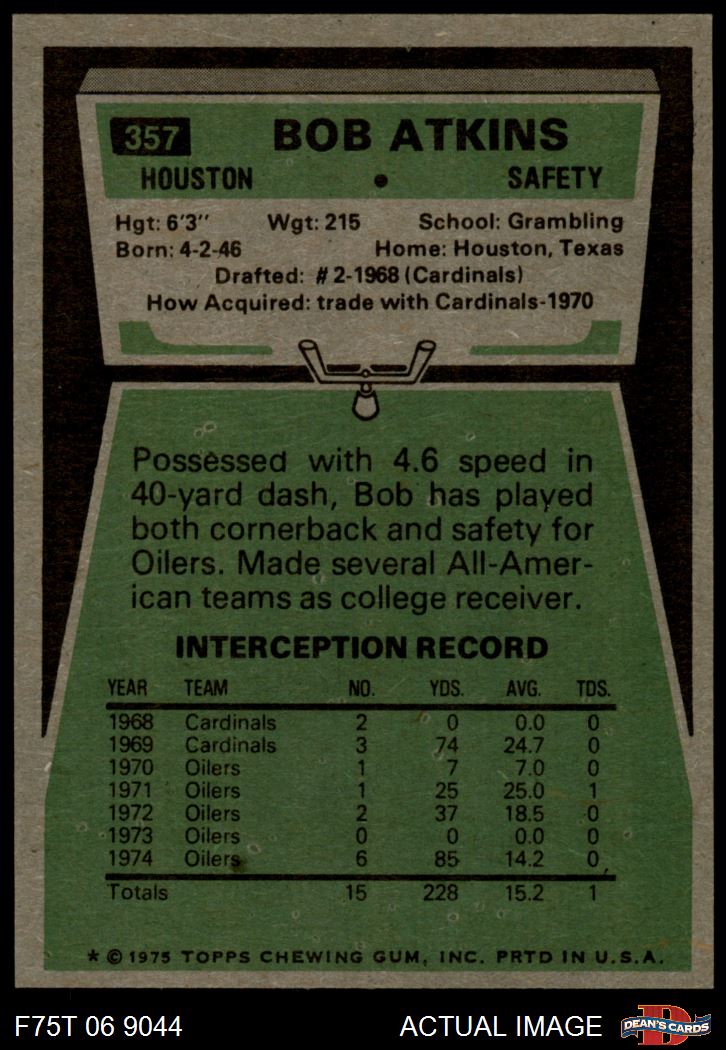 357 BOB ATKINS
HOUSTON • SAFETY
Hgt: 6'3" Wgt: 215 School: Grambling
Born: 4-2-46 Home: Houston, Texas
Drafted: #2-1968 (Cardinals)
How Acquired: trade with Cardinals-1970
Possessed with 4.6 speed in
40-yard dash, Bob has played
both cornerback and safety for
Oilers. Made several All-Amer-
ican teams as college receiver.
INTERCEPTION RECORD
YEAR TEAM NO. YDS. AVG. TDS.
1968 Cardinals 2 0 0.0 0
1969 Cardinals 3 74 24.7 0
1970 Oilers 1 7 7.0 0
1971 Oilers 1 25 25.0 1
1972 Oilers 2 37 18.5 0
1973 Oilers 0 0 0.0 0
1974 Oilers 6 85 14.2 0
Totals 15 228 15.2 1
* © 1975 TOPPS CHEWING GUM, INC. PRTD IN U.S.A.
F75T 06 9044 ACTUAL IMAGE D DEAN'S CARDS